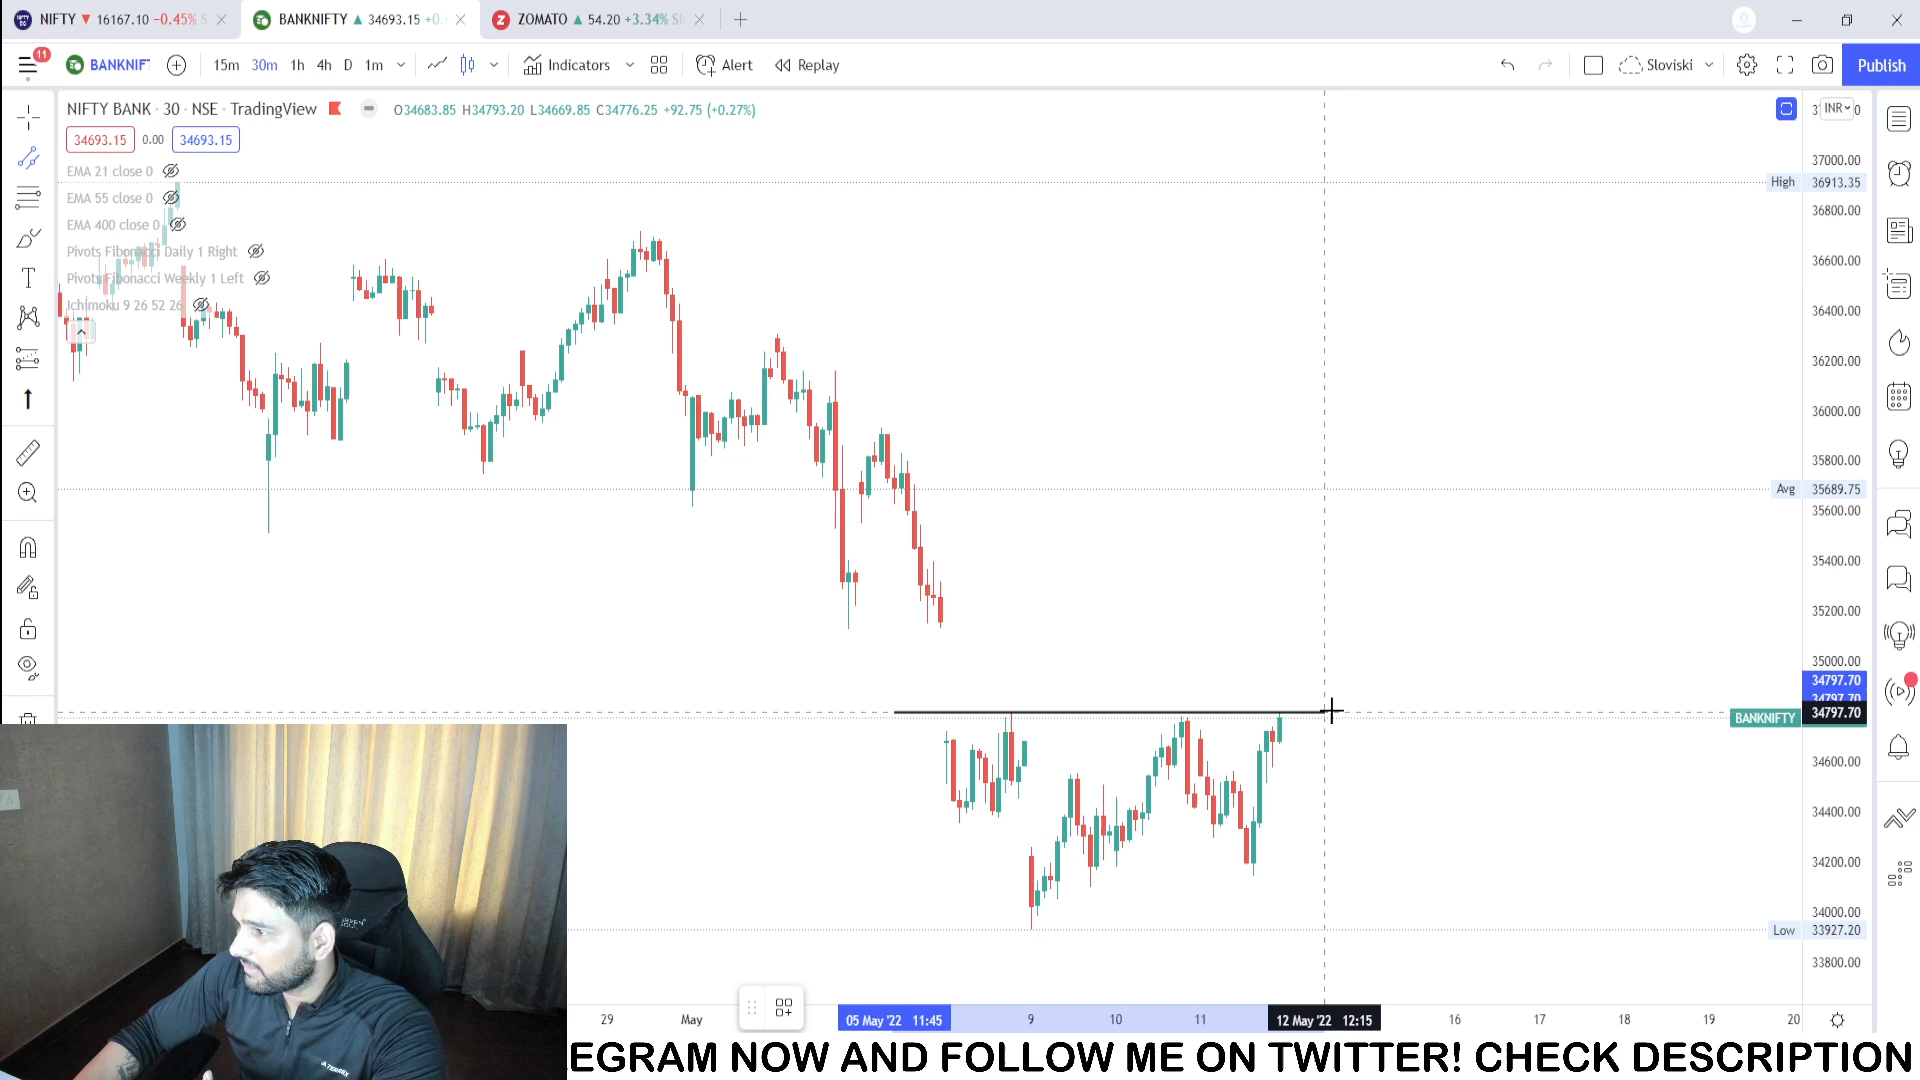 NIFTY ▼ 16167.10 −0.45%
BANKNIFTY ▲ 34693.15 +0.
ZOMATO ▲ 54.20 +3.34%
11
BANKNIF
15m 30m 1h 4h D 1m
Indicators
Alert
Replay
Sloviski
Publish
NIFTY BANK · 30 · NSE · TradingView
O34683.85 H34793.20 L34669.85 C34776.25 +92.75 (+0.27%)
INR
34693.15 0.00 34693.15
EMA 21 close 0
EMA 55 close 0
EMA 400 close 0
Pivots Fibonacci Daily 1 Right
Pivots Fibonacci Weekly 1 Left
Ichimoku 9 26 52 26
37000.00
High 36913.35
36800.00
36600.00
36400.00
36200.00
36000.00
35800.00
Avg 35689.75
35600.00
35400.00
35200.00
35000.00
34797.70
34797.70
34797.70
BANKNIFTY
34600.00
34400.00
34200.00
34000.00
Low 33927.20
33800.00
29 May 05 May '22 11:45 9 10 11 12 May '22 12:15 16 17 18 19 20
EGRAM NOW AND FOLLOW ME ON TWITTER! CHECK DESCRIPTION